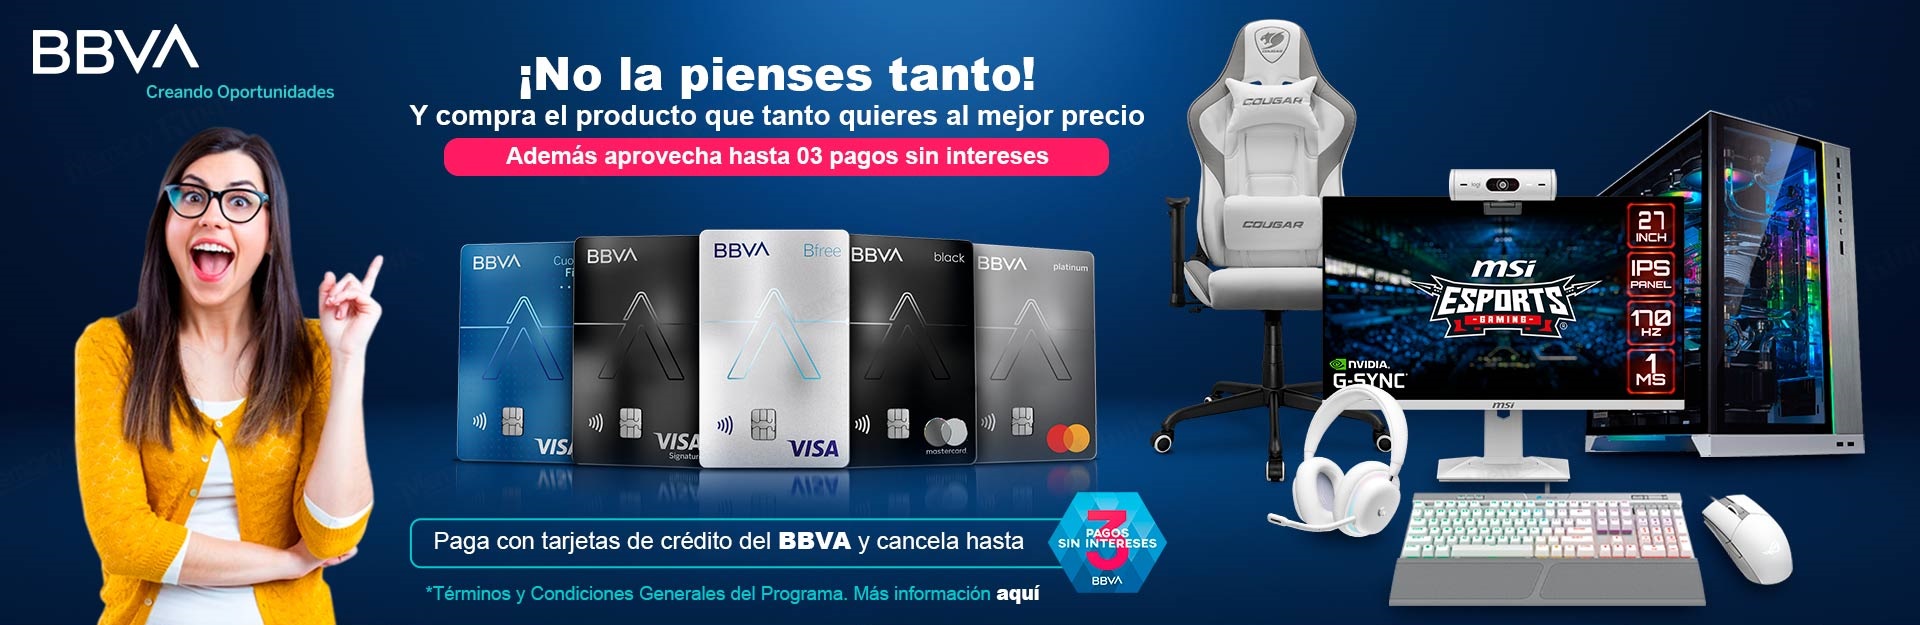 BBVA
Creando Oportunidades
¡No la pienses tanto!
Y compra el producto que tanto quieres al mejor precio
Además aprovecha hasta 03 pagos sin intereses
BBVA
VISA
BBVA
VISA
Signature
BBVA Bfree
VISA
BBVA black
mastercard
BBVA platinum
Paga con tarjetas de crédito del BBVA y cancela hasta
3
PAGOS
SIN INTERESES
BBVA
*Términos y Condiciones Generales del Programa. Más información aquí
COUGAR
COUGAR
COUGAR
logi
msi
ESPORTS
GAMING
27
INCH
IPS
PANEL
170
HZ
1
MS
NVIDIA.
G-SYNC
msi